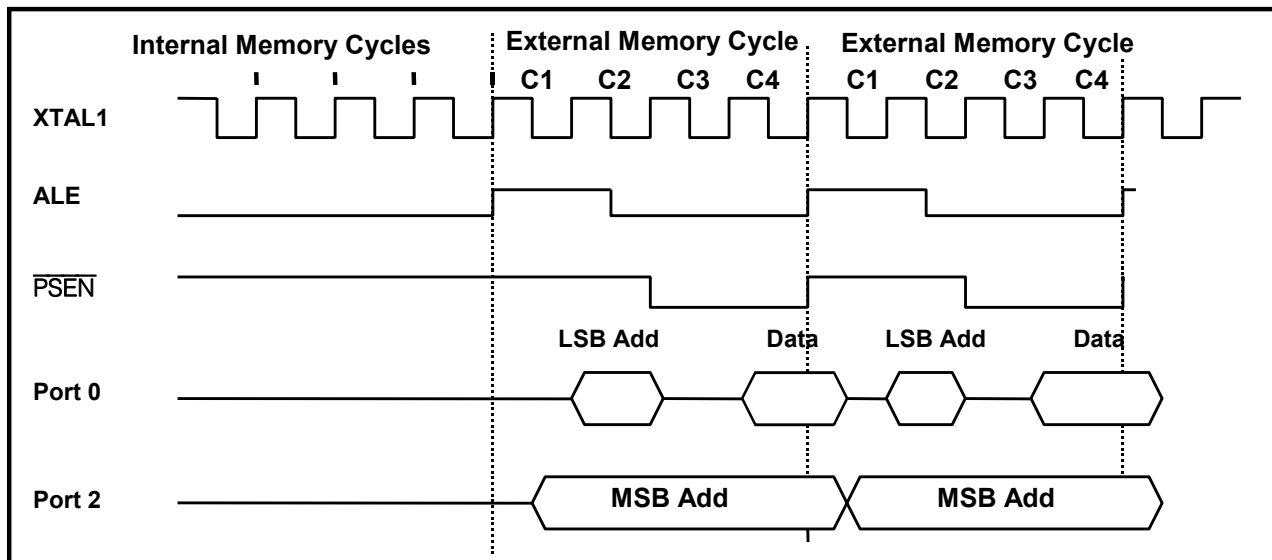 Internal Memory Cycles
External Memory Cycle
External Memory Cycle
C1 C2 C3 C4 C1 C2 C3 C4
XTAL1
ALE
PSEN
LSB Add Data LSB Add Data
Port 0
Port 2
MSB Add MSB Add